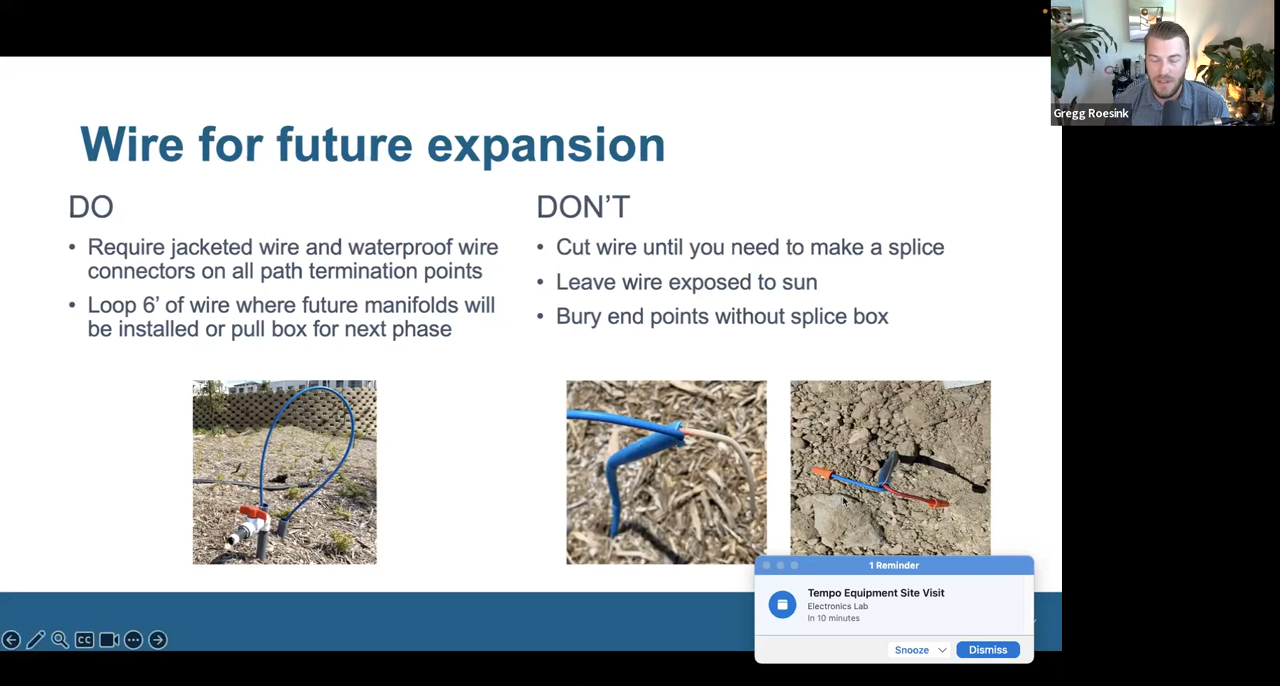 Gregg Roesink
Wire for future expansion
DO
• Require jacketed wire and waterproof wire
connectors on all path termination points
• Loop 6' of wire where future manifolds will
be installed or pull box for next phase
DON'T
• Cut wire until you need to make a splice
• Leave wire exposed to sun
• Bury end points without splice box
1 Reminder
Tempo Equipment Site Visit
Electronics Lab
In 10 minutes
Snooze
Dismiss
CC